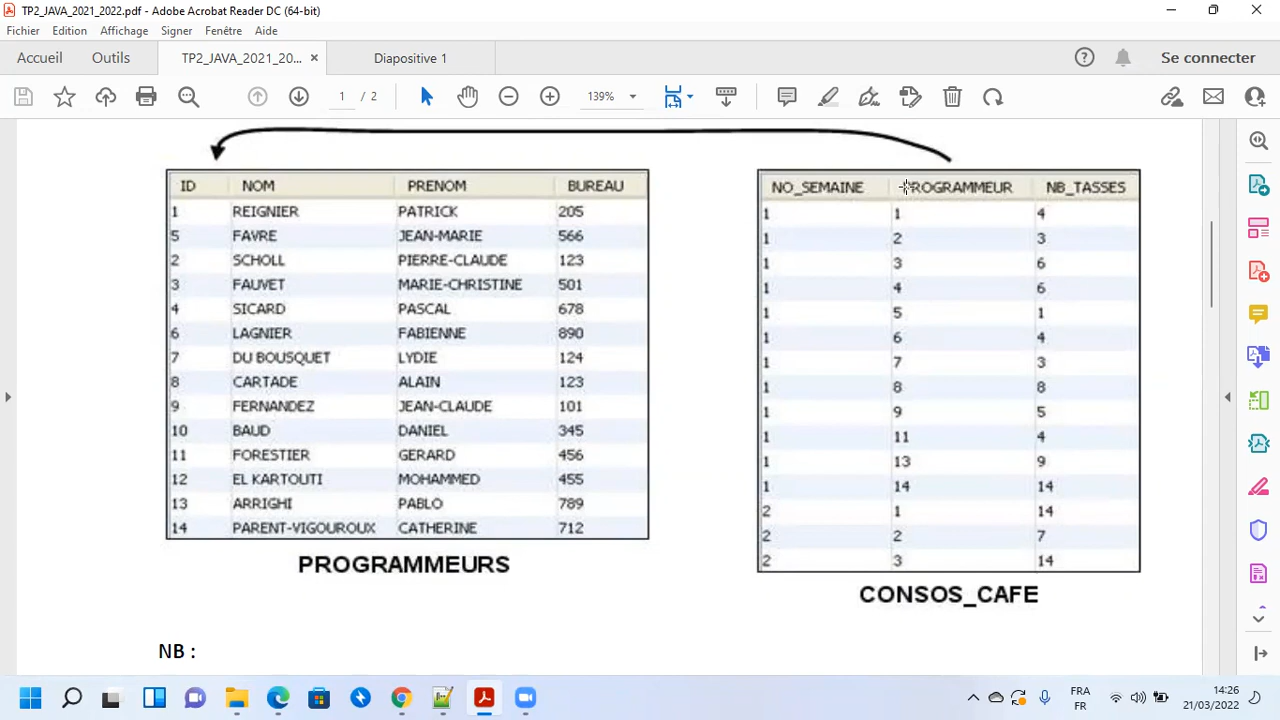 TP2_JAVA_2021_2022.pdf - Adobe Acrobat Reader DC (64-bit)
Fichier Edition Affichage Signer Fenêtre Aide
Accueil Outils TP2_JAVA_2021_20... × Diapositive 1 Se connecter
1 / 2 139%
ID NOM PRENOM BUREAU
1 REIGNIER PATRICK 205
5 FAVRE JEAN-MARIE 566
2 SCHOLL PIERRE-CLAUDE 123
3 FAUVET MARIE-CHRISTINE 501
4 SICARD PASCAL 678
6 LAGNIER FABIENNE 890
7 DU BOUSQUET LYDIE 124
8 CARTADE ALAIN 123
9 FERNANDEZ JEAN-CLAUDE 101
10 BAUD DANIEL 345
11 FORESTIER GERARD 456
12 EL KARTOUTI MOHAMMED 455
13 ARRIGHI PABLO 789
14 PARENT-VIGOUROUX CATHERINE 712
PROGRAMMEURS
NO_SEMAINE PROGRAMMEUR NB_TASSES
1 1 4
1 2 3
1 3 6
1 4 6
1 5 1
1 6 4
1 7 3
1 8 8
1 9 5
1 11 4
1 13 9
1 14 14
2 1 14
2 2 7
2 3 14
CONSOS_CAFE
NB :
FRA
FR
14:26
21/03/2022